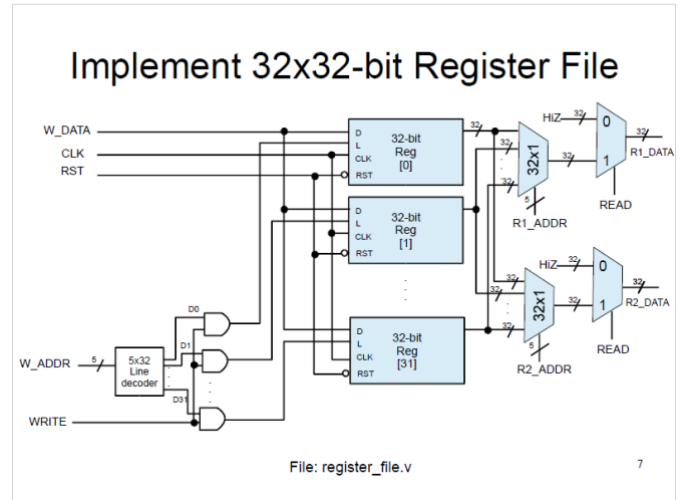 Implement 32x32-bit Register File
W_DATA
CLK
RST
D
L
CLK
RST
32-bit
Reg
[0]
D
L
CLK
RST
32-bit
Reg
[1]
D
L
CLK
RST
32-bit
Reg
[31]
W_ADDR
5
5x32
Line
decoder
D0
D1
D31
WRITE
32
32
32
32x1
32
5
R1_ADDR
HiZ
32
0
1
32
R1_DATA
READ
32
32
32
32x1
32
5
R2_ADDR
HiZ
32
0
1
32
R2_DATA
READ
File: register_file.v
7